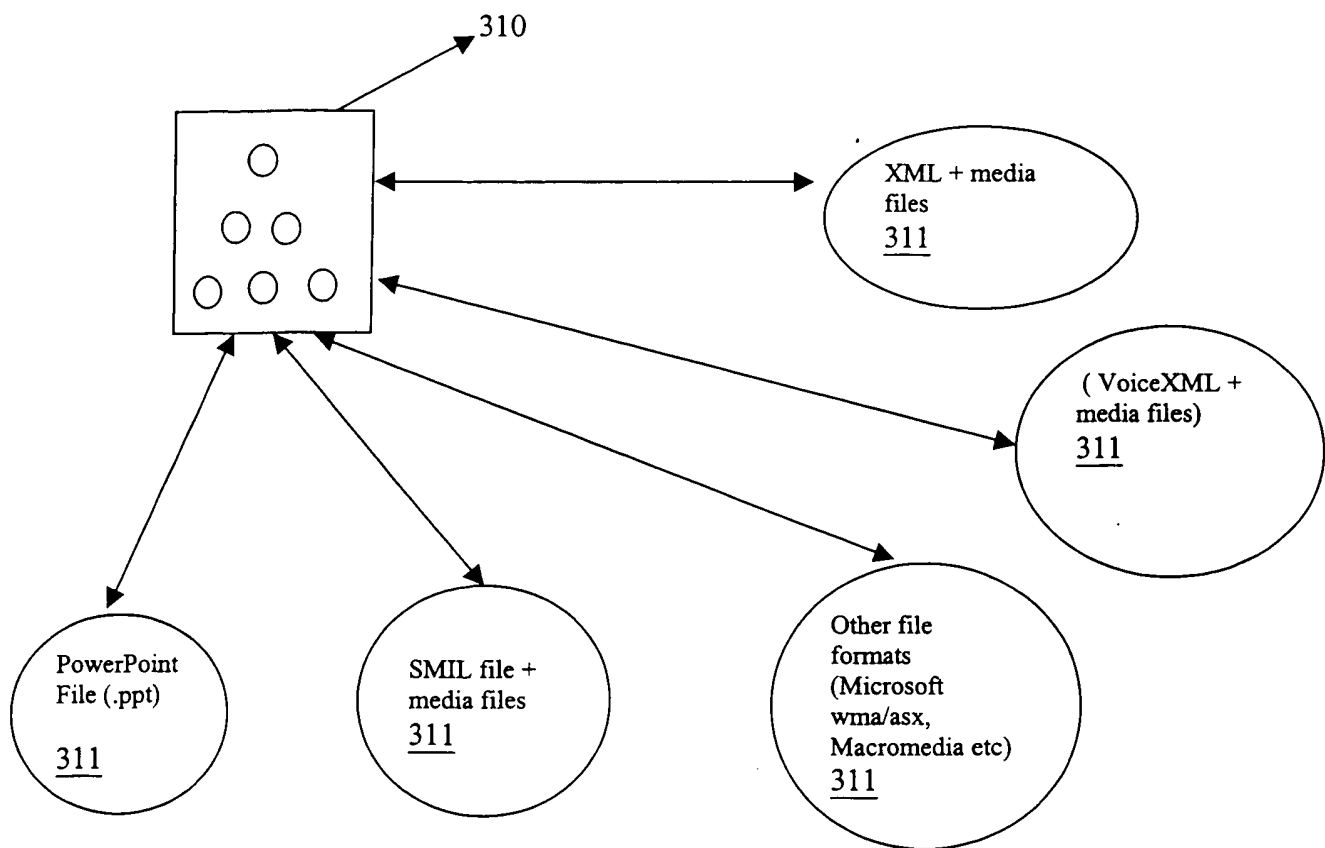 310
XML + media
files
311
( VoiceXML +
media files)
311
PowerPoint
File (.ppt)
311
SMIL file +
media files
311
Other file
formats
(Microsoft
wma/asx,
Macromedia etc)
311